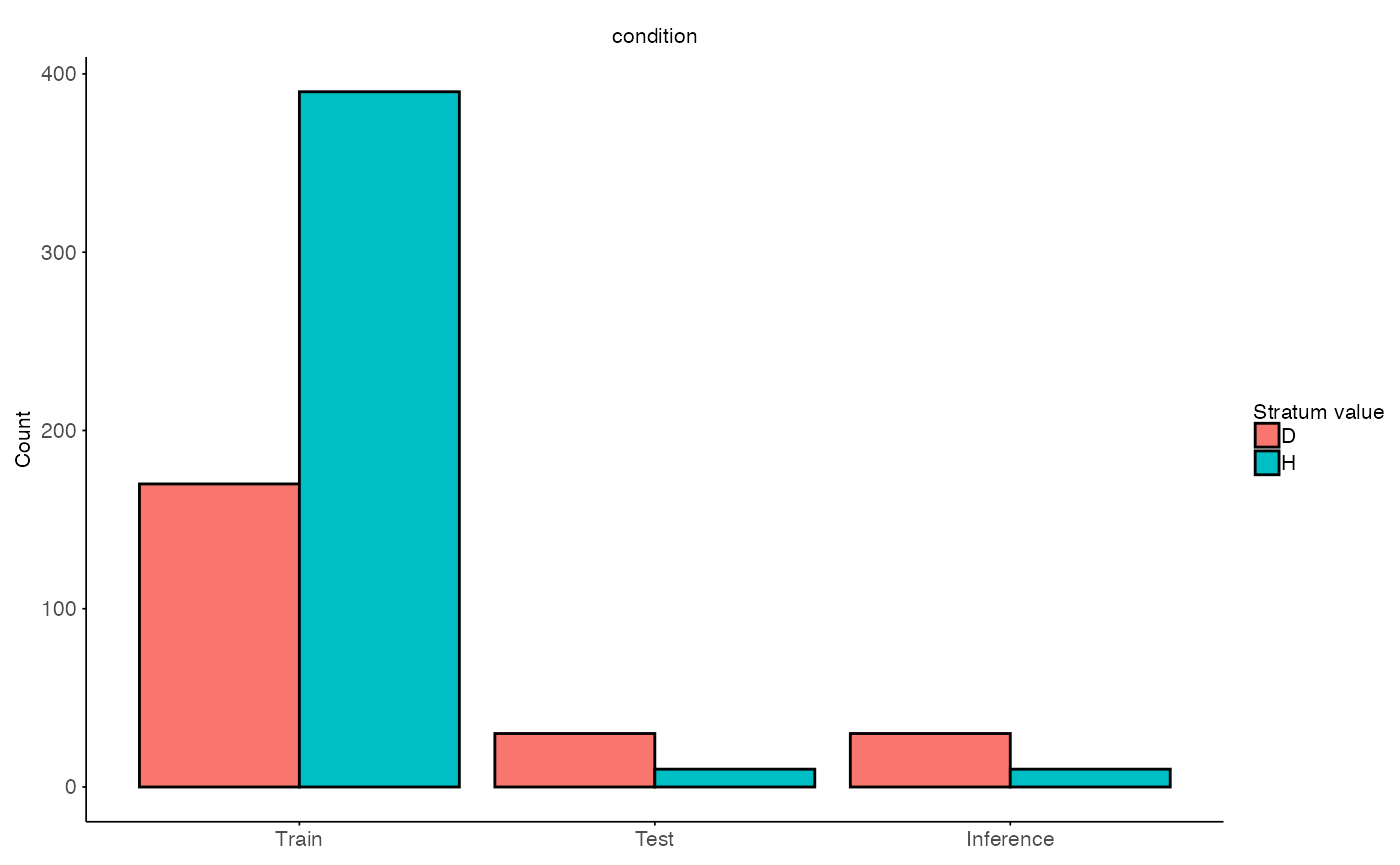 condition
400
300
200
100
0
Count
Train
Test
Inference
Stratum value
D
H